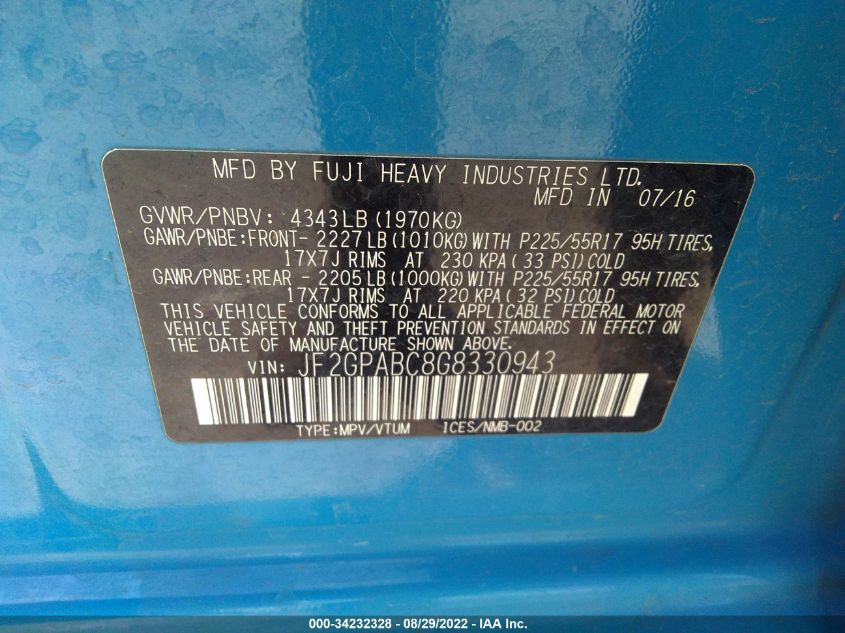 MFD BY FUJI HEAVY INDUSTRIES LTD.
MFD IN 07/16
GVWR/PNBV: 4343LB (1970KG)
GAWR/PNBE:FRONT- 2227LB (1010KG) WITH P225/55R17 95H TIRES,
17X7J RIMS AT 230 KPA (33 PSI) COLD
GAWR/PNBE:REAR - 2205LB (1000KG) WITH P225/55R17 95H TIRES,
17X7J RIMS AT 220 KPA (32 PSI) COLD
THIS VEHICLE CONFORMS TO ALL APPLICABLE FEDERAL MOTOR
VEHICLE SAFETY AND THEFT PREVENTION STANDARDS IN EFFECT ON
THE DATE OF MANUFACTURE SHOWN ABOVE.
VIN: JF2GPABC8G8330943
TYPE:MPV/VTUM ICES/NMB-002
000-34232328 - 08/29/2022 - IAA Inc.